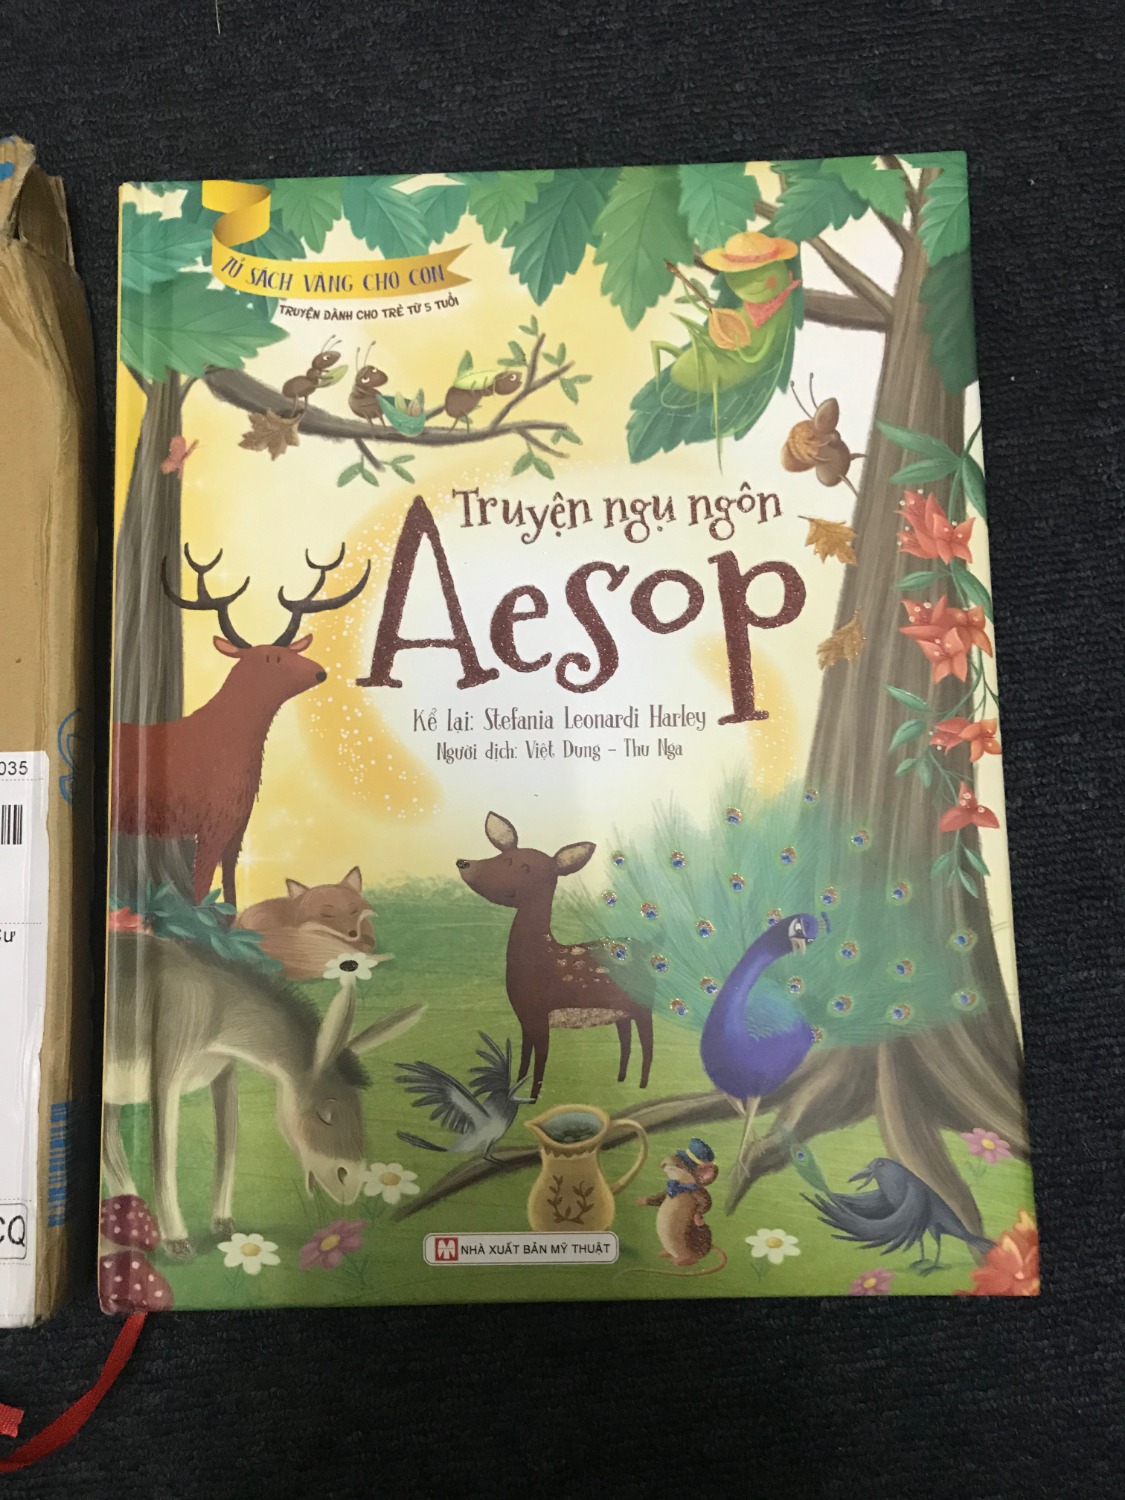 TỦ SÁCH VÀNG CHO CON
TRUYỆN DÀNH CHO TRẺ TỪ 5 TUỔI
Truyện ngụ ngôn
Aesop
Kể lại: Stefania Leonardi Harley
Người dịch: Việt Dung – Thu Nga
NHÀ XUẤT BẢN MỸ THUẬT
035
Cư
CQ